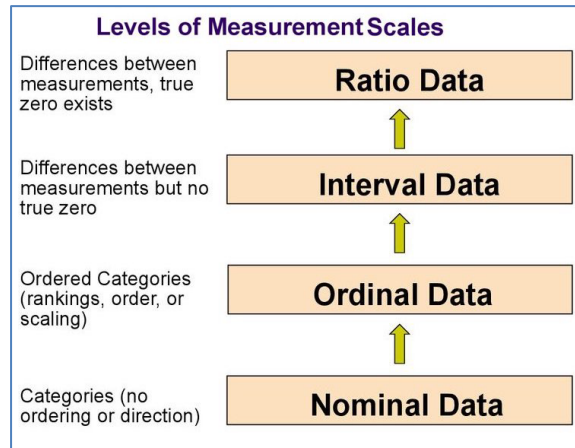 Levels of Measurement Scales
Differences between
measurements, true
zero exists
Ratio Data
Differences between
measurements but no
true zero
Interval Data
Ordered Categories
(rankings, order, or
scaling)
Ordinal Data
Categories (no
ordering or direction)
Nominal Data